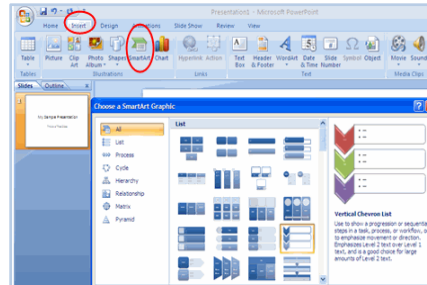 Presentation1 - Microsoft PowerPoint
Home Insert Design Animations Slide Show Review View
Table Picture Clip Art Photo Album Shapes SmartArt Chart Hyperlink Action Text Box Header & Footer WordArt Date & Time Slide Number Symbol Object Movie Sound
Tables Illustrations Links Text Media Clips
Slides Outline
My Sample Presentation
Choose a SmartArt Graphic
All
List
Process
Cycle
Hierarchy
Relationship
Matrix
Pyramid
List
Vertical Chevron List
Use to show a progression or sequential
steps in a task, process, or workflow, o
to emphasize movement or direction.
Emphasizes Level 2 text over Level 1
text, and is a good choice for large
amounts of Level 2 text.